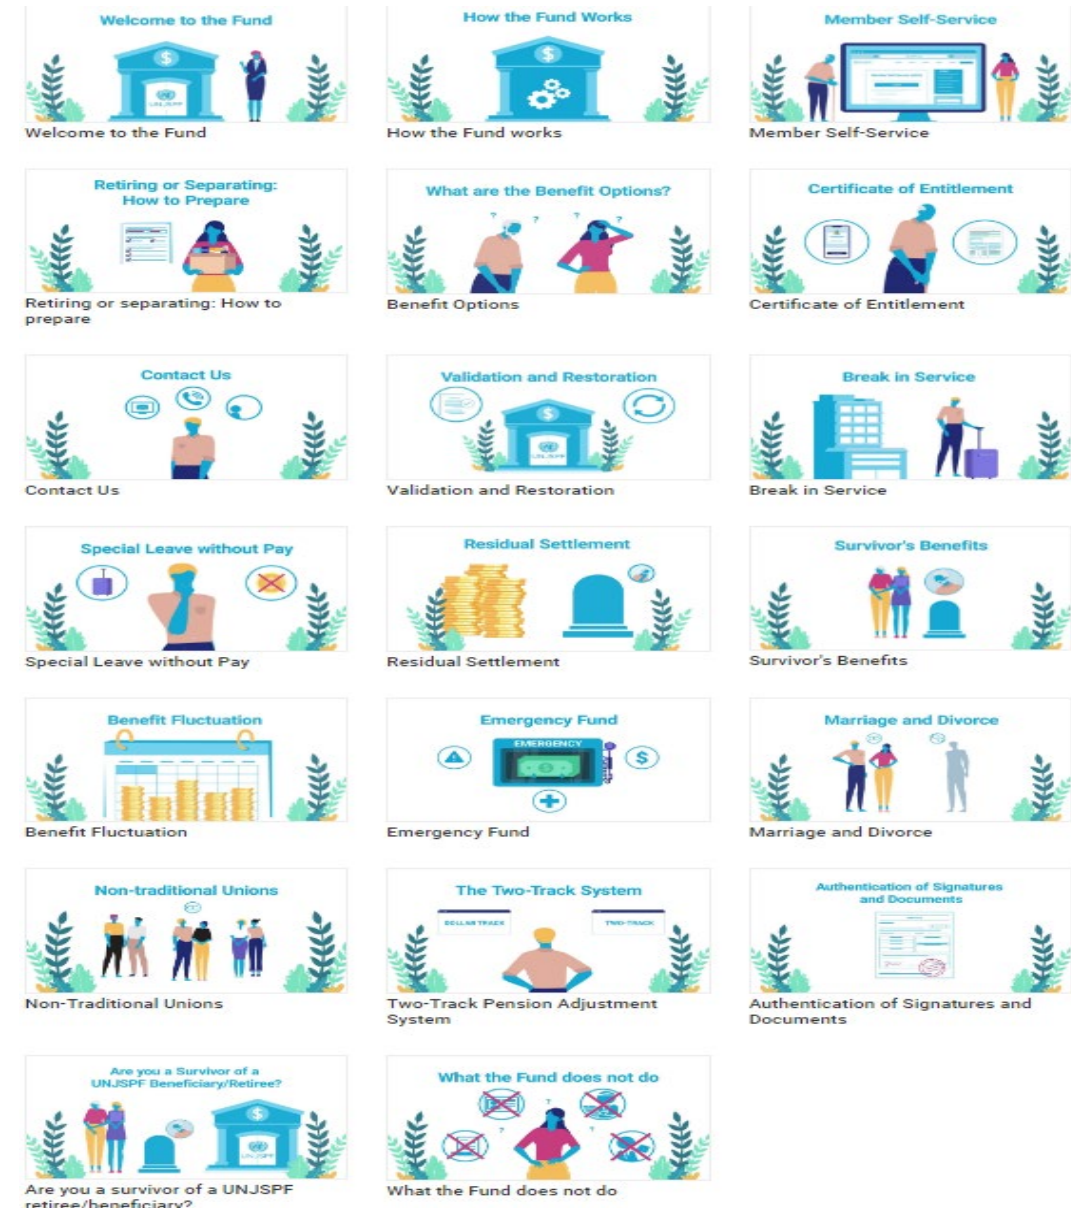 Welcome to the Fund
How the Fund Works
Member Self-Service
$
UNJSPF
$
Welcome to the Fund
How the Fund works
Member Self-Service
Retiring or Separating:
How to Prepare
What are the Benefit Options?
Certificate of Entitlement
? ? ? ?
Retiring or separating: How to
prepare
Benefit Options
Certificate of Entitlement
Contact Us
Validation and Restoration
Break in Service
$
UNJSPF
Contact Us
Validation and Restoration
Break in Service
Special Leave without Pay
Residual Settlement
Survivor's Benefits
Special Leave without Pay
Residual Settlement
Survivor's Benefits
Benefit Fluctuation
Emergency Fund
Marriage and Divorce
EMERGENCY
$
Benefit Fluctuation
Emergency Fund
Marriage and Divorce
Non-traditional Unions
The Two-Track System
Authentication of Signatures
and Documents
DOLLAR TRACK
TWO-TRACK
Non-Traditional Unions
Two-Track Pension Adjustment
System
Authentication of Signatures and
Documents
Are you a Survivor of a
UNJSPF Beneficiary/Retiree?
What the Fund does not do
$
UNJSPF
? ? ?
Are you a survivor of a UNJSPF
retiree/beneficiary?
What the Fund does not do